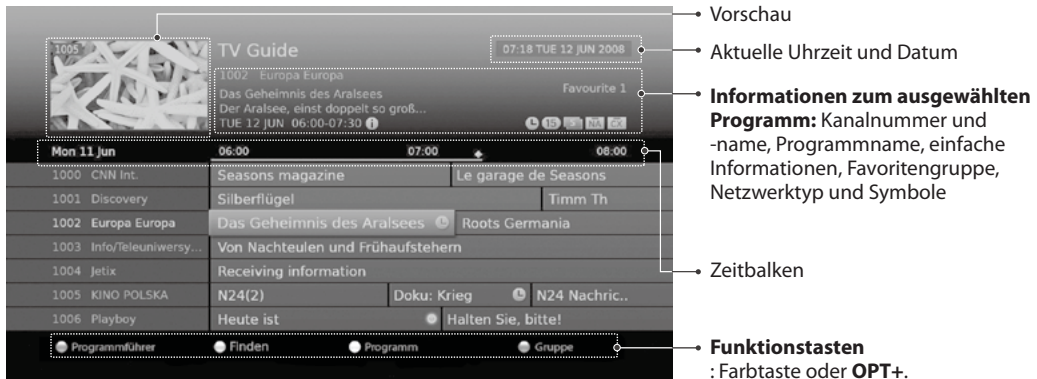 Vorschau
1005
TV Guide
07:18 TUE 12 JUN 2008
Aktuelle Uhrzeit und Datum
1002 Europa Europa
Das Geheimnis des Aralsees
Favourite 1
Der Aralsee, einst doppelt so groß...
TUE 12 JUN 06:00-07:30
15 NA CX
Informationen zum ausgewählten
Programm: Kanalnummer und
-name, Programmname, einfache
Informationen, Favoritengruppe,
Netzwerktyp und Symbole
Mon 11 Jun 06:00 07:00 08:00
1000 CNN Int. Seasons magazine Le garage de Seasons
1001 Discovery Silberflügel Timm Th
1002 Europa Europa Das Geheimnis des Aralsees Roots Germania
1003 Info/Teleuniwersy... Von Nachteulen und Frühaufstehern
1004 Jetix Receiving information
Zeitbalken
1005 KINO POLSKA N24(2) Doku: Krieg N24 Nachric..
1006 Playboy Heute ist Halten Sie, bitte!
Programmführer Finden Programm Gruppe
Funktionstasten
: Farbtaste oder OPT+.